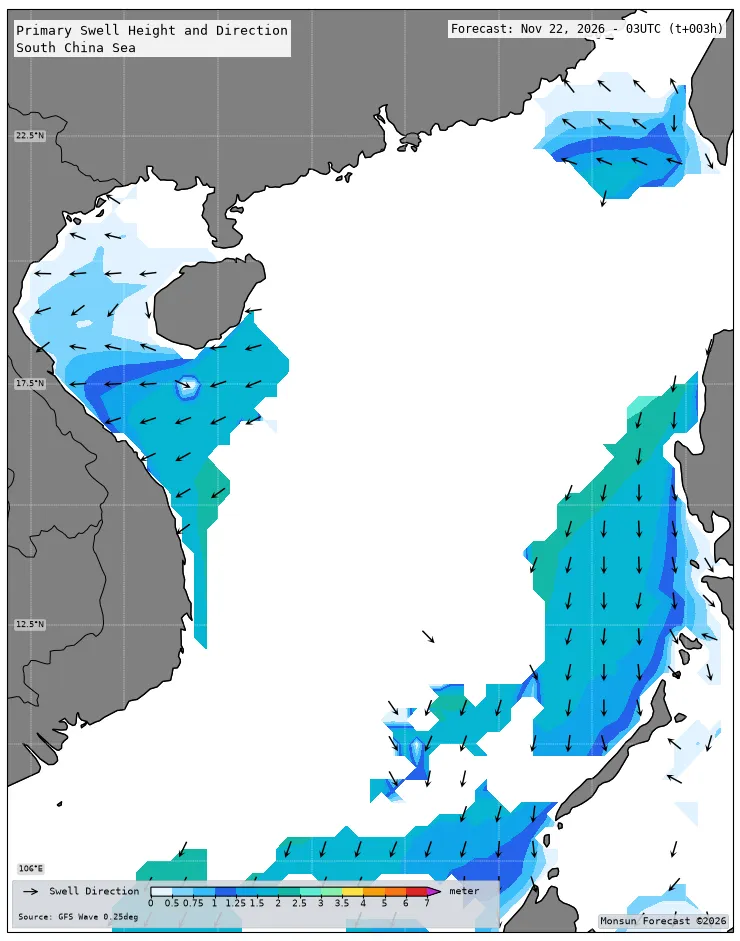 Primary Swell Height and Direction
South China Sea
Forecast: Nov 22, 2026 - 03UTC (t+003h)
22.5°N
17.5°N
12.5°N
106°E
Swell Direction
meter
0 0.5 0.75 1 1.25 1.5 2 2.5 3 3.5 4 5 6 7
Source: GFS Wave 0.25deg
Monsun Forecast ©2026